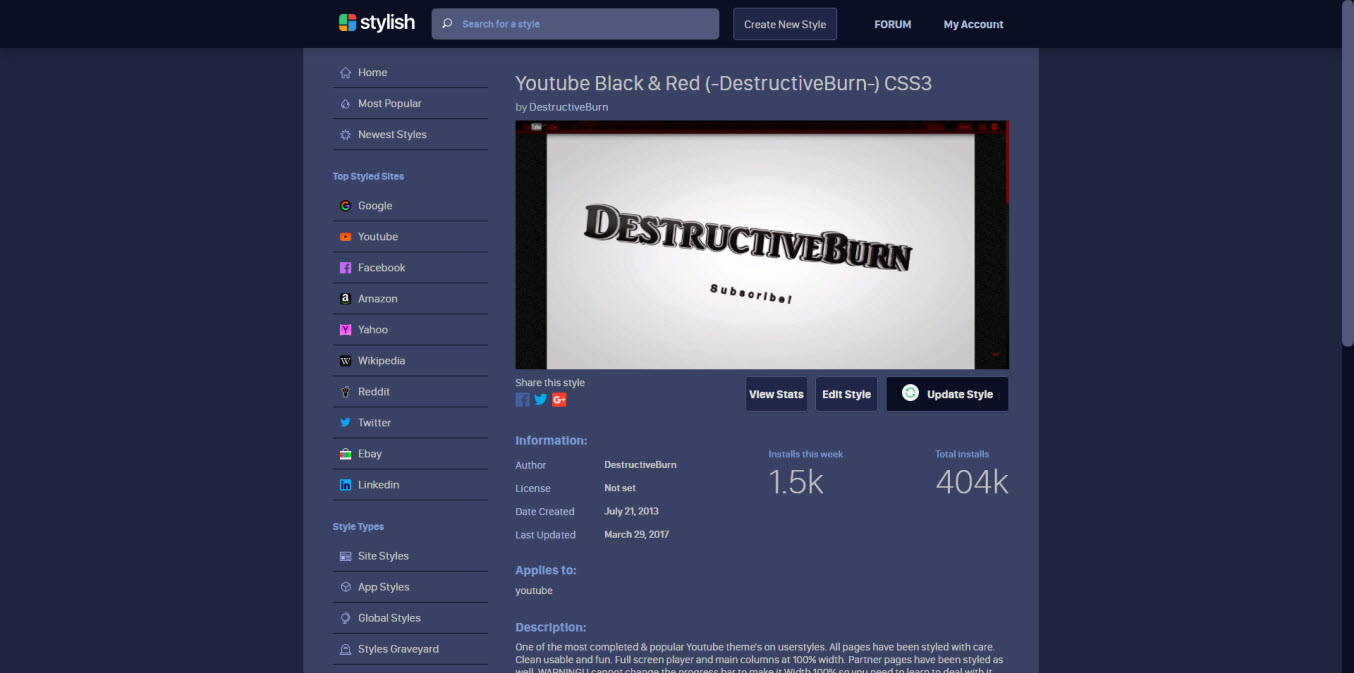 stylish
Search for a style
Create New Style
FORUM
My Account
Home
Most Popular
Newest Styles
Top Styled Sites
Google
Youtube
Facebook
Amazon
Yahoo
Wikipedia
Reddit
Twitter
Ebay
Linkedin
Style Types
Site Styles
App Styles
Global Styles
Styles Graveyard
Youtube Black & Red (-DestructiveBurn-) CSS3
by DestructiveBurn
DESTRUCTIVEBURN
Subscribe!
Share this style
View Stats
Edit Style
Update Style
Information:
Author DestructiveBurn
License Not set
Date Created July 21, 2013
Last Updated March 29, 2017
Installs this week
1.5k
Total installs
404k
Applies to:
youtube
Description:
One of the most completed & popular Youtube theme's on userstyles. All pages have been styled with care.
Clean usable and fun. Full screen player and main columns at 100% width. Partner pages have been styled as
well. WARNING! I cannot change the progress bar to make it Width 100% so you need to learn to deal with it